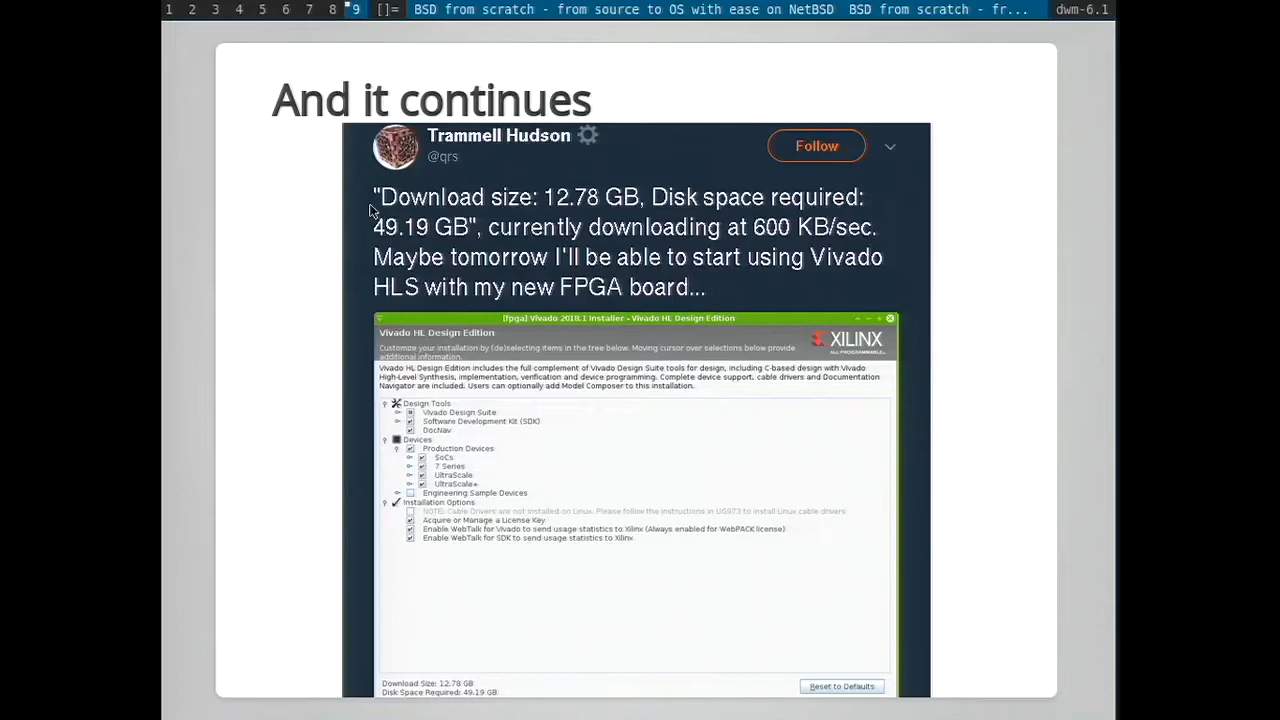 1 2 3 4 5 6 7 8 9 []= BSD from scratch - from source to OS with ease on NetBSD BSD from scratch - fr... dwm-6.1
And it continues
Trammell Hudson
@qrs
Follow
"Download size: 12.78 GB, Disk space required:
49.19 GB", currently downloading at 600 KB/sec.
Maybe tomorrow I'll be able to start using Vivado
HLS with my new FPGA board...
[fpga] Vivado 2018.1 Installer - Vivado HL Design Edition
Vivado HL Design Edition
Customize your installation by (de)selecting items in the tree below. Moving cursor over selections below provide
additional information.
XILINX
ALL PROGRAMMABLE.
Vivado HL Design Edition includes the full complement of Vivado Design Suite tools for design, including C-based design with Vivado
High-Level Synthesis, implementation, verification and device programming. Complete device support, cable drivers and Documentation
Navigator are included. Users can optionally add Model Composer to this installation.
Design Tools
Vivado Design Suite
Software Development Kit (SDK)
DocNav
Devices
Production Devices
SoCs
7 Series
UltraScale
UltraScale+
Engineering Sample Devices
Installation Options
NOTE: Cable Drivers are not installed on Linux. Please follow the instructions in UG973 to install Linux cable drivers
Acquire or Manage a License Key
Enable WebTalk for Vivado to send usage statistics to Xilinx (Always enabled for WebPACK license)
Enable WebTalk for SDK to send usage statistics to Xilinx
Download Size: 12.78 GB
Disk Space Required: 49.19 GB
Reset to Defaults